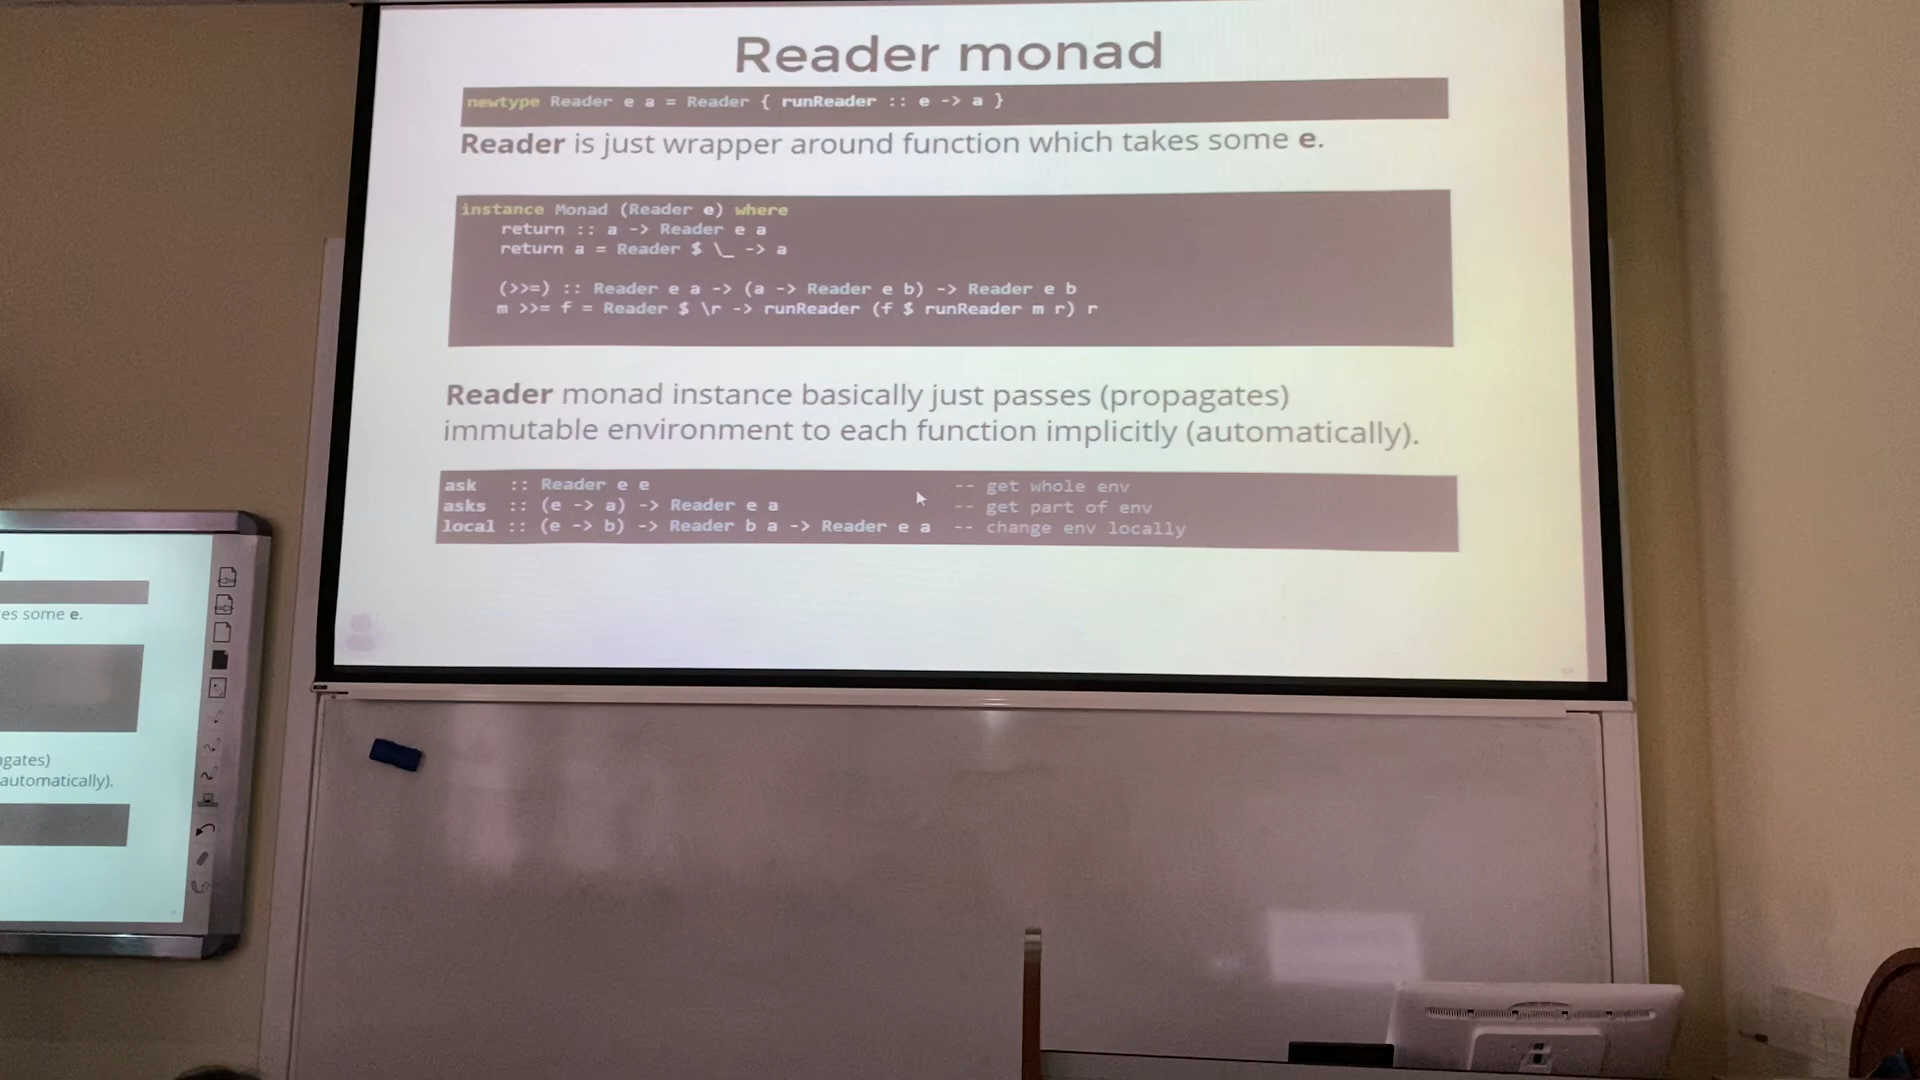 Reader monad
newtype Reader e a = Reader { runReader :: e -> a }
Reader is just wrapper around function which takes some e.
instance Monad (Reader e) where
return :: a -> Reader e a
return a = Reader $ \_ -> a
(>>=) :: Reader e a -> (a -> Reader e b) -> Reader e b
m >>= f = Reader $ \r -> runReader (f $ runReader m r) r
Reader monad instance basically just passes (propagates)
immutable environment to each function implicitly (automatically).
ask :: Reader e e -- get whole env
asks :: (e -> a) -> Reader e a -- get part of env
local :: (e -> b) -> Reader b a -> Reader e a -- change env locally
es some e.
gates)
automatically).